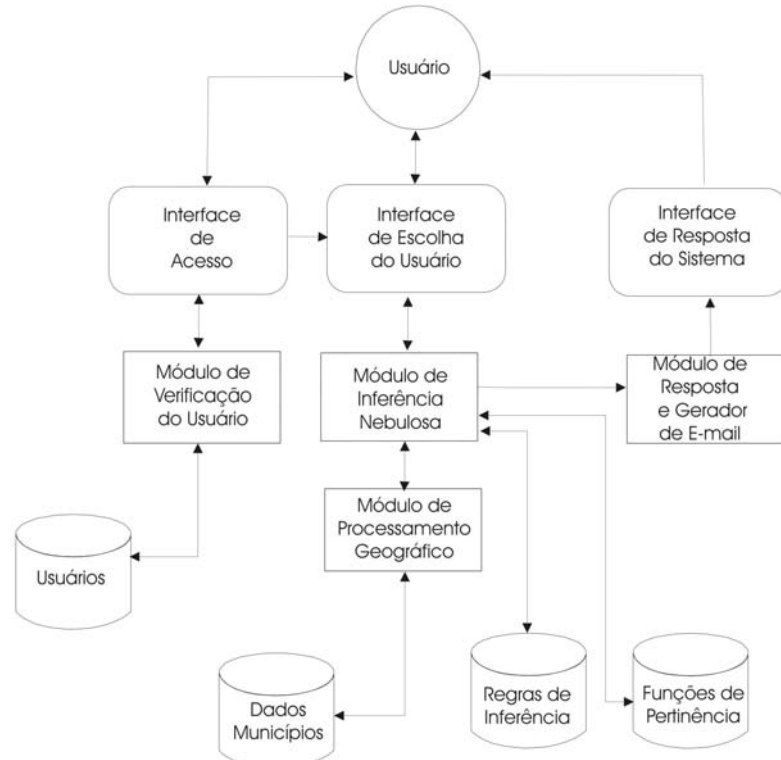 Usuário
Interface
de
Acesso
Interface
de Escolha
do Usuário
Interface
de Resposta
do Sistema
Módulo de
Verificação
do Usuário
Módulo de
Inferência
Nebulosa
Módulo de
Resposta
e Gerador
de E-mail
Módulo de
Processamento
Geográfico
Usuários
Dados
Municípios
Regras de
Inferência
Funções de
Pertinência